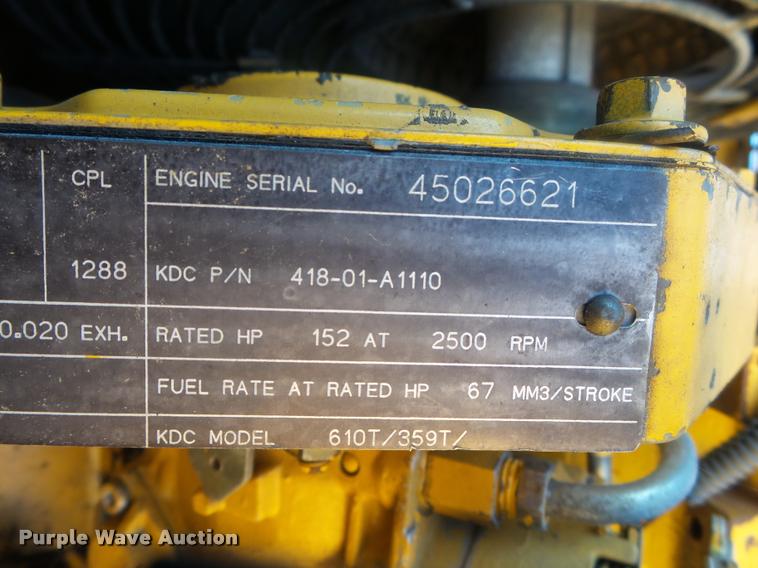 CPL
ENGINE SERIAL No. 45026621
1288
KDC P/N 418-01-A1110
0.020 EXH.
RATED HP 152 AT 2500 RPM
FUEL RATE AT RATED HP 67 MM3/STROKE
KDC MODEL 610T/359T/
Purple Wave Auction